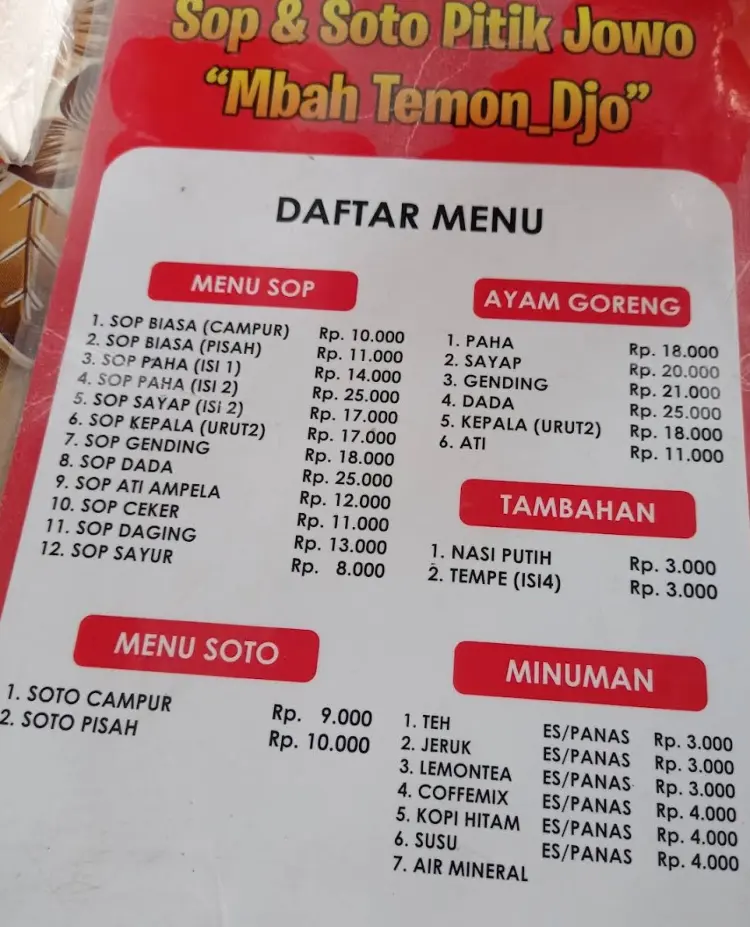 Sop & Soto Pitik Jowo
"Mbah Temon_Djo"
DAFTAR MENU
MENU SOP
1. SOP BIASA (CAMPUR) Rp. 10.000
2. SOP BIASA (PISAH) Rp. 11.000
3. SOP PAHA (ISI 1) Rp. 14.000
4. SOP PAHA (ISI 2) Rp. 25.000
5. SOP SAYAP (ISi 2) Rp. 17.000
6. SOP KEPALA (URUT2) Rp. 17.000
7. SOP GENDING Rp. 18.000
8. SOP DADA Rp. 25.000
9. SOP ATI AMPELA Rp. 12.000
10. SOP CEKER Rp. 11.000
11. SOP DAGING Rp. 13.000
12. SOP SAYUR Rp. 8.000
MENU SOTO
1. SOTO CAMPUR Rp. 9.000
2. SOTO PISAH Rp. 10.000
AYAM GORENG
1. PAHA Rp. 18.000
2. SAYAP Rp. 20.000
3. GENDING Rp. 21.000
4. DADA Rp. 25.000
5. KEPALA (URUT2) Rp. 18.000
6. ATI Rp. 11.000
TAMBAHAN
1. NASI PUTIH Rp. 3.000
2. TEMPE (ISI4) Rp. 3.000
MINUMAN
1. TEH ES/PANAS Rp. 3.000
2. JERUK ES/PANAS Rp. 3.000
3. LEMONTEA ES/PANAS Rp. 3.000
4. COFFEMIX ES/PANAS Rp. 4.000
5. KOPI HITAM ES/PANAS Rp. 4.000
6. SUSU ES/PANAS Rp. 4.000
7. AIR MINERAL